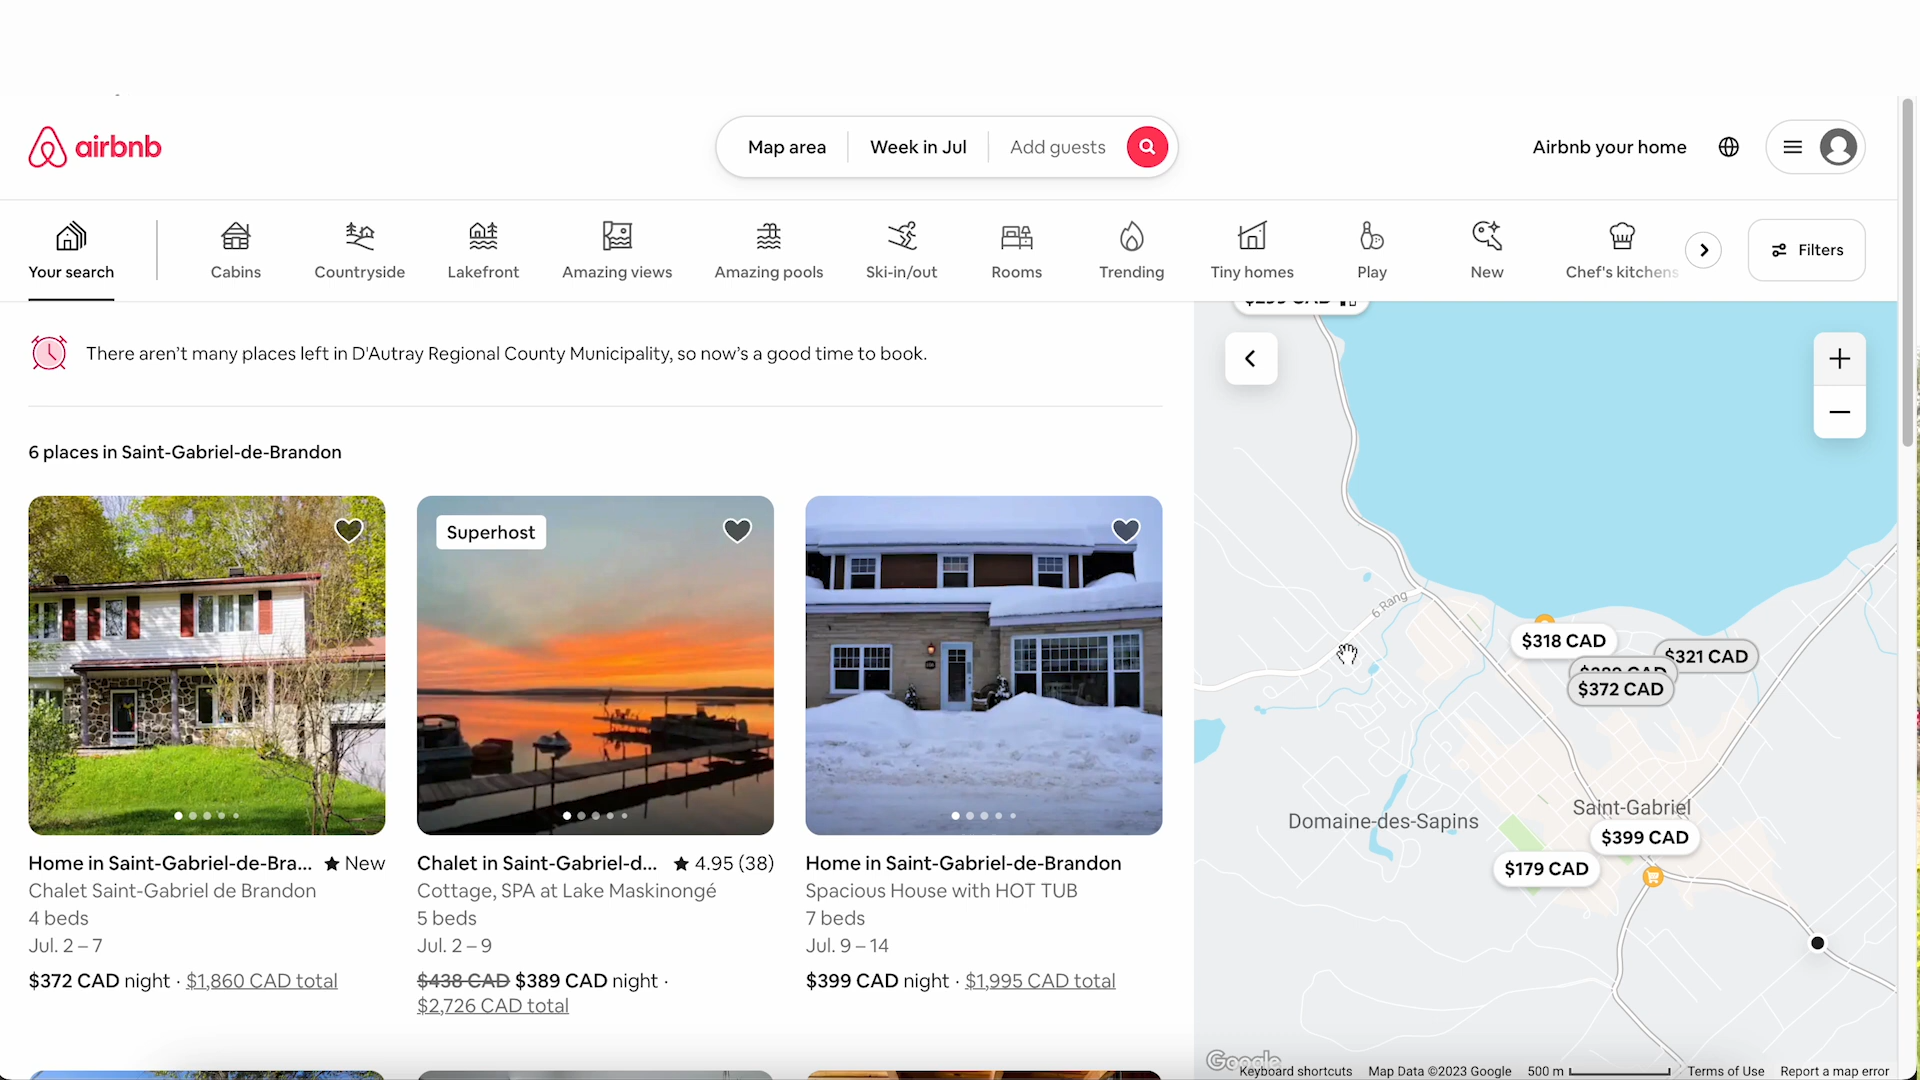 airbnb
Map area
Week in Jul
Add guests
Airbnb your home
Your search
Cabins
Countryside
Lakefront
Amazing views
Amazing pools
Ski-in/out
Rooms
Trending
Tiny homes
Play
New
Chef's kitchens
Filters
There aren't many places left in D'Autray Regional County Municipality, so now's a good time to book.
6 places in Saint-Gabriel-de-Brandon
Superhost
Home in Saint-Gabriel-de-Bra... ★ New
Chalet Saint-Gabriel de Brandon
4 beds
Jul. 2 – 7
$372 CAD night · $1,860 CAD total
Chalet in Saint-Gabriel-d... ★ 4.95 (38)
Cottage, SPA at Lake Maskinongé
5 beds
Jul. 2 – 9
$438 CAD $389 CAD night ·
$2,726 CAD total
Home in Saint-Gabriel-de-Brandon
Spacious House with HOT TUB
7 beds
Jul. 9 – 14
$399 CAD night · $1,995 CAD total
6 Rang
$318 CAD
$321 CAD
$372 CAD
Saint-Gabriel
Domaine-des-Sapins
$399 CAD
$179 CAD
Google
Keyboard shortcuts
Map Data ©2023 Google
500 m
Terms of Use
Report a map error